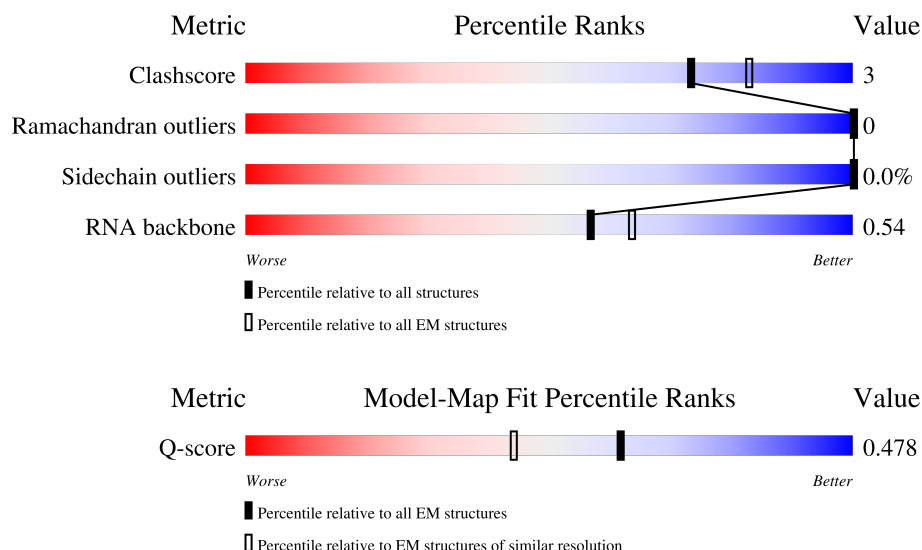 Metric Percentile Ranks Value
Clashscore 3
Ramachandran outliers 0
Sidechain outliers 0.0%
RNA backbone 0.54
Worse Better
Percentile relative to all structures
Percentile relative to all EM structures
Metric Model-Map Fit Percentile Ranks Value
Q-score 0.478
Worse Better
Percentile relative to all EM structures
Percentile relative to EM structures of similar resolution